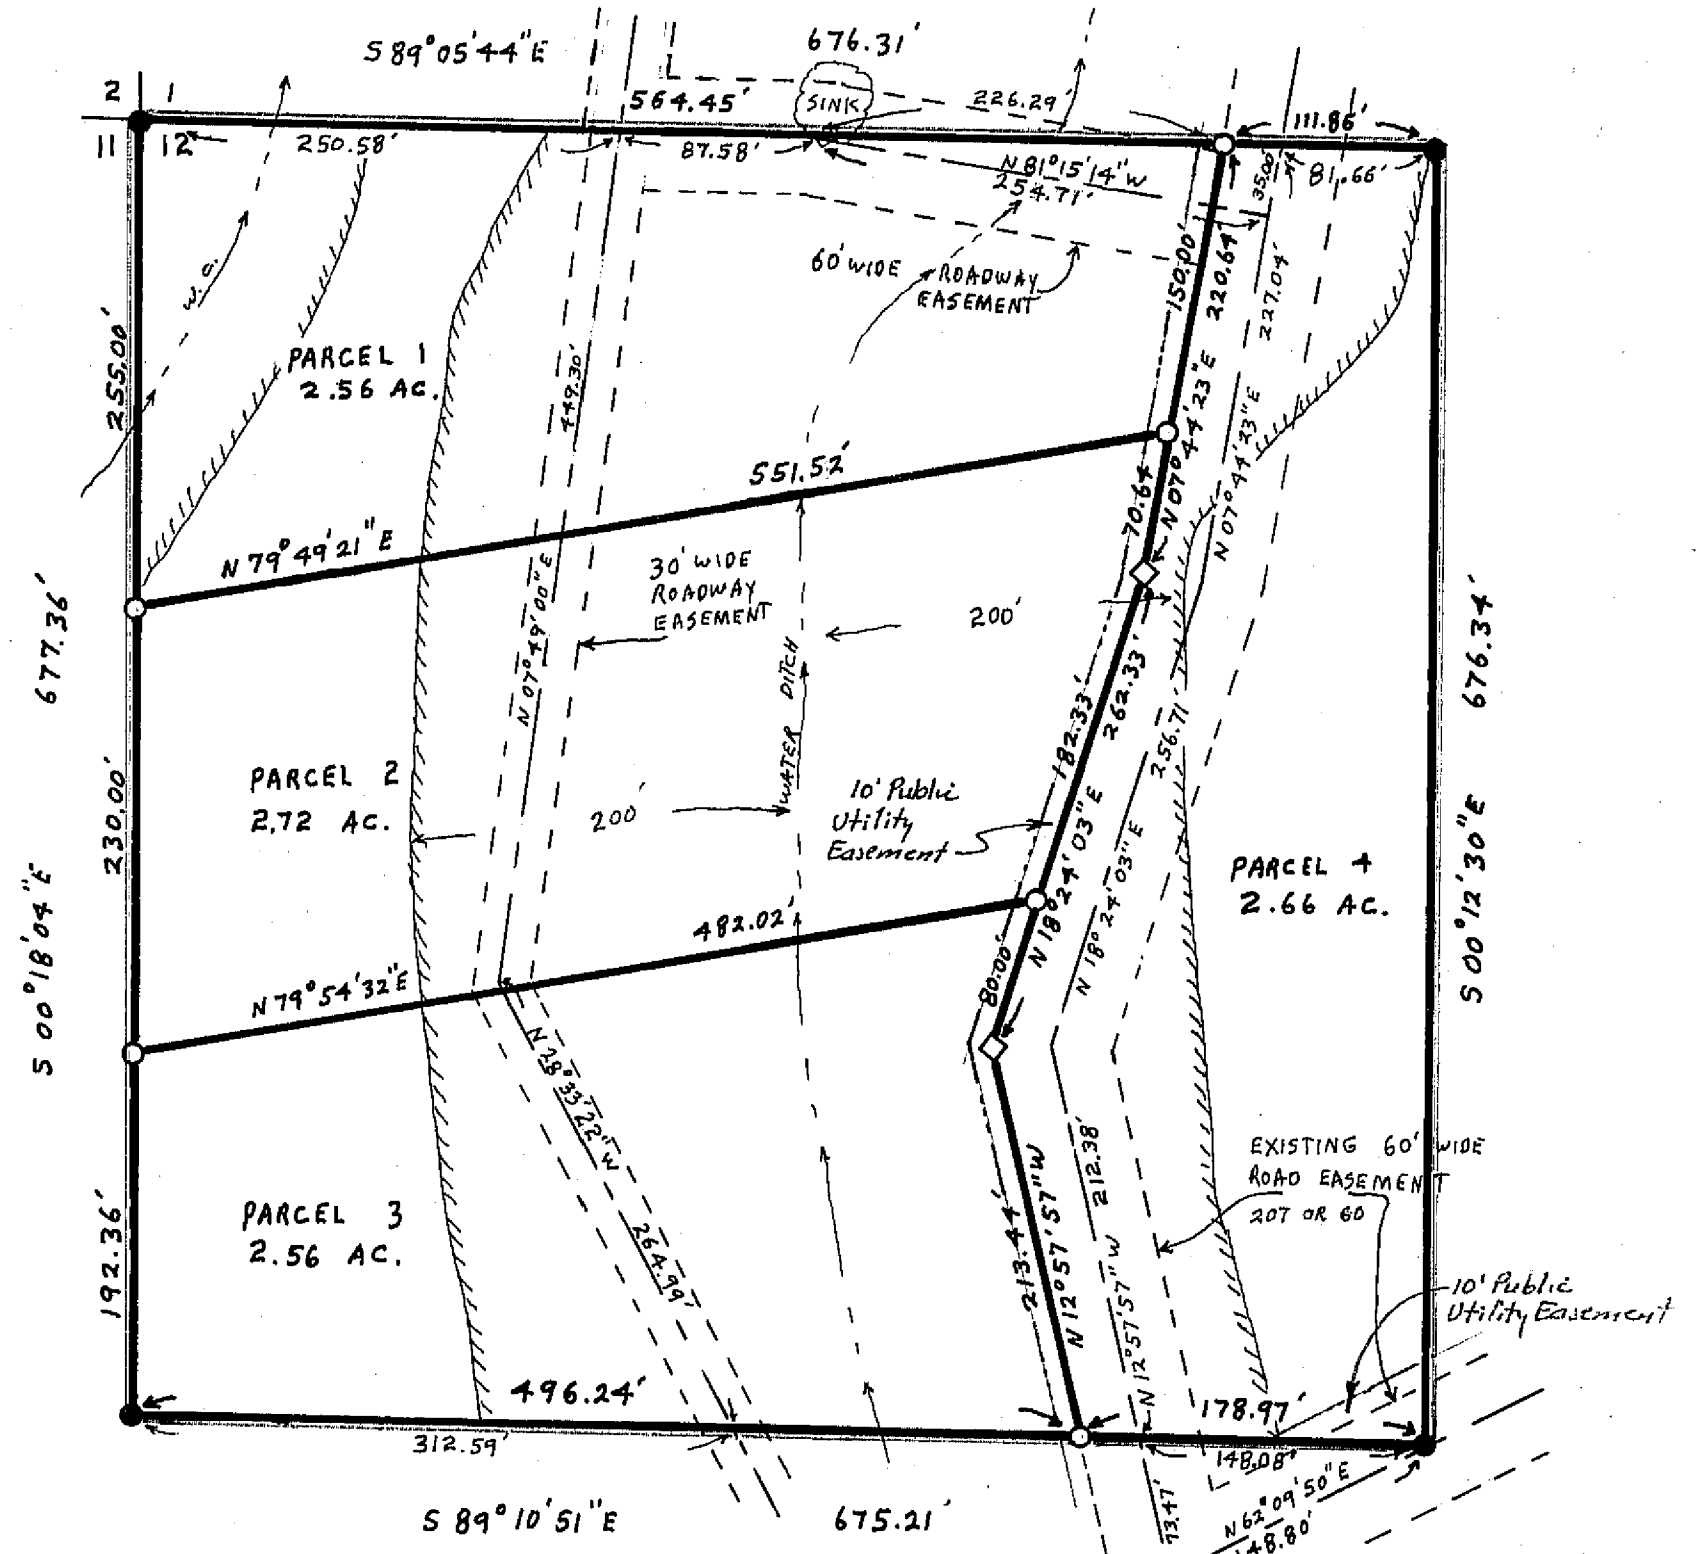 S 89°05'44"E
676.31'
2
1
11
12
564.45'
SINK
226.29'
111.86'
250.58'
87.58'
N 81°15'14"W
254.71'
35.00'
81.66'
W.D.
60' WIDE ROADWAY
EASEMENT
150.00'
220.64'
227.04'
255.00'
PARCEL 1
2.56 AC.
449.30'
551.52'
N 07°44'23"E
N 07°44'23"E
70.64
N 79°49'21"E
30' WIDE
ROADWAY
EASEMENT
N 07°49'00"E
200'
677.36'
676.34'
WATER DITCH
182.33'
262.33'
256.71'
230.00'
PARCEL 2
2.72 AC.
200'
10' Public
Utility
Easement
N 18°24'03"E
N 18°24'03"E
PARCEL 4
2.66 AC.
S 00°18'04"E
S 00°12'30"E
482.02'
N 79°54'32"E
80.00'
N 28°33'22"W
264.99'
EXISTING 60' WIDE
ROAD EASEMENT
207 OR 60
192.36'
PARCEL 3
2.56 AC.
213.44'
N 12°57'57"W
212.38'
N 12°57'57"W
10' Public
Utility Easement
496.24'
178.97'
312.59'
148.08'
S 89°10'51"E
675.21'
73.47'
N 62°09'50"E
148.80'